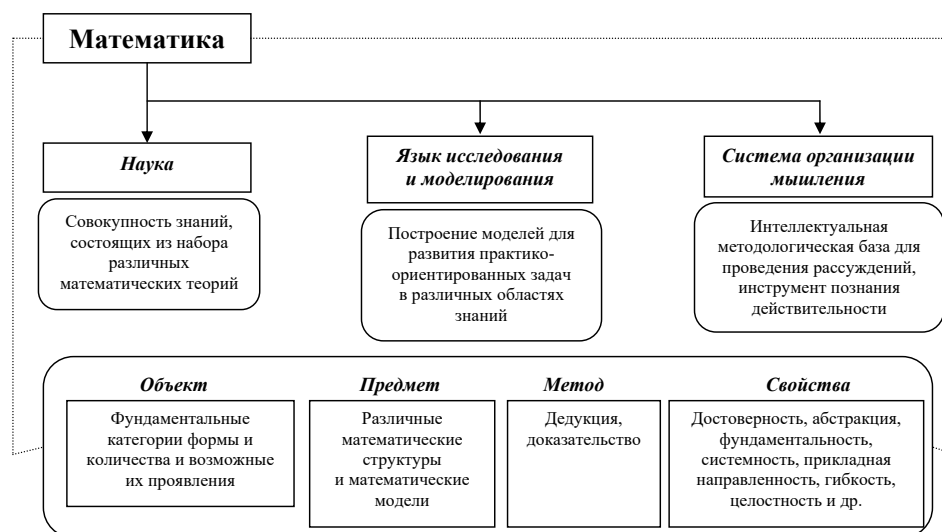 Математика
Наука
Совокупность знаний,
состоящих из набора
различных
математических теорий
Язык исследования
и моделирования
Построение моделей для
развития практико-
ориентированных задач
в различных областях
знаний
Система организации
мышления
Интеллектуальная
методологическая база для
проведения рассуждений,
инструмент познания
действительности
Объект
Фундаментальные
категории формы и
количества и возможные
их проявления
Предмет
Различные
математические
структуры
и математические
модели
Метод
Дедукция,
доказательство
Свойства
Достоверность, абстракция,
фундаментальность,
системность, прикладная
направленность, гибкость,
целостность и др.